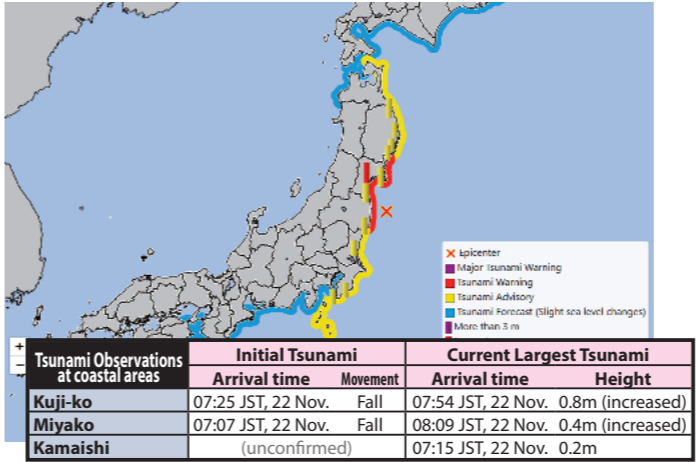 Epicenter
Major Tsunami Warning
Tsunami Warning
Tsunami Advisory
Tsunami Forecast (Slight sea level changes)
More than 3 m
+
−
Tsunami Observations at coastal areas
Initial Tsunami Current Largest Tsunami
Arrival time Movement Arrival time Height
Kuji-ko 07:25 JST, 22 Nov. Fall 07:54 JST, 22 Nov. 0.8m (increased)
Miyako 07:07 JST, 22 Nov. Fall 08:09 JST, 22 Nov. 0.4m (increased)
Kamaishi (unconfirmed) 07:15 JST, 22 Nov. 0.2m